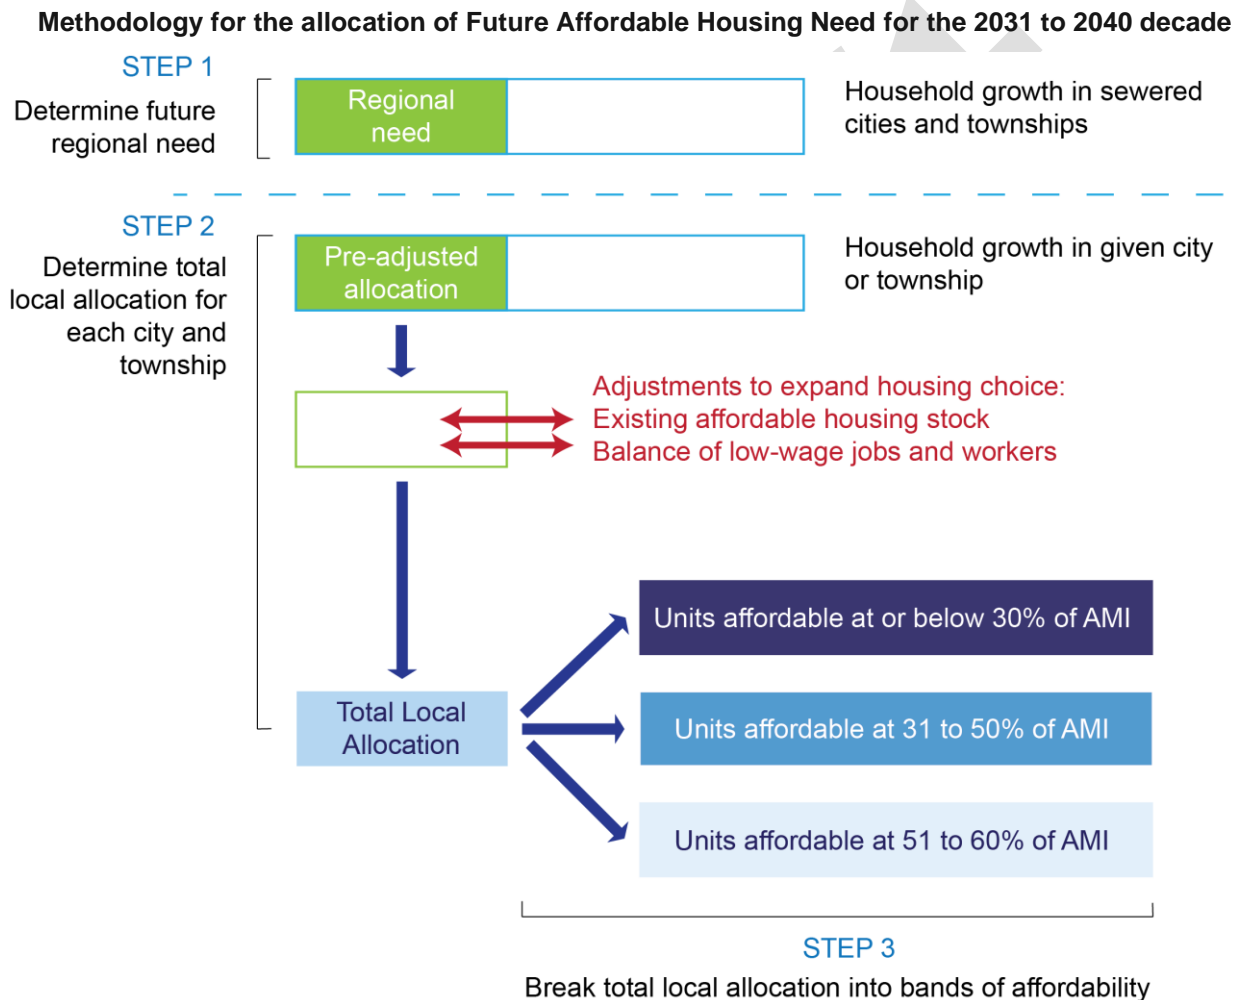 Methodology for the allocation of Future Affordable Housing Need for the 2031 to 2040 decade
STEP 1
Determine future
regional need
Regional
need
Household growth in sewered
cities and townships
STEP 2
Determine total
local allocation for
each city and
township
Pre-adjusted
allocation
Household growth in given city
or township
Adjustments to expand housing choice:
Existing affordable housing stock
Balance of low-wage jobs and workers
Total Local
Allocation
Units affordable at or below 30% of AMI
Units affordable at 31 to 50% of AMI
Units affordable at 51 to 60% of AMI
STEP 3
Break total local allocation into bands of affordability